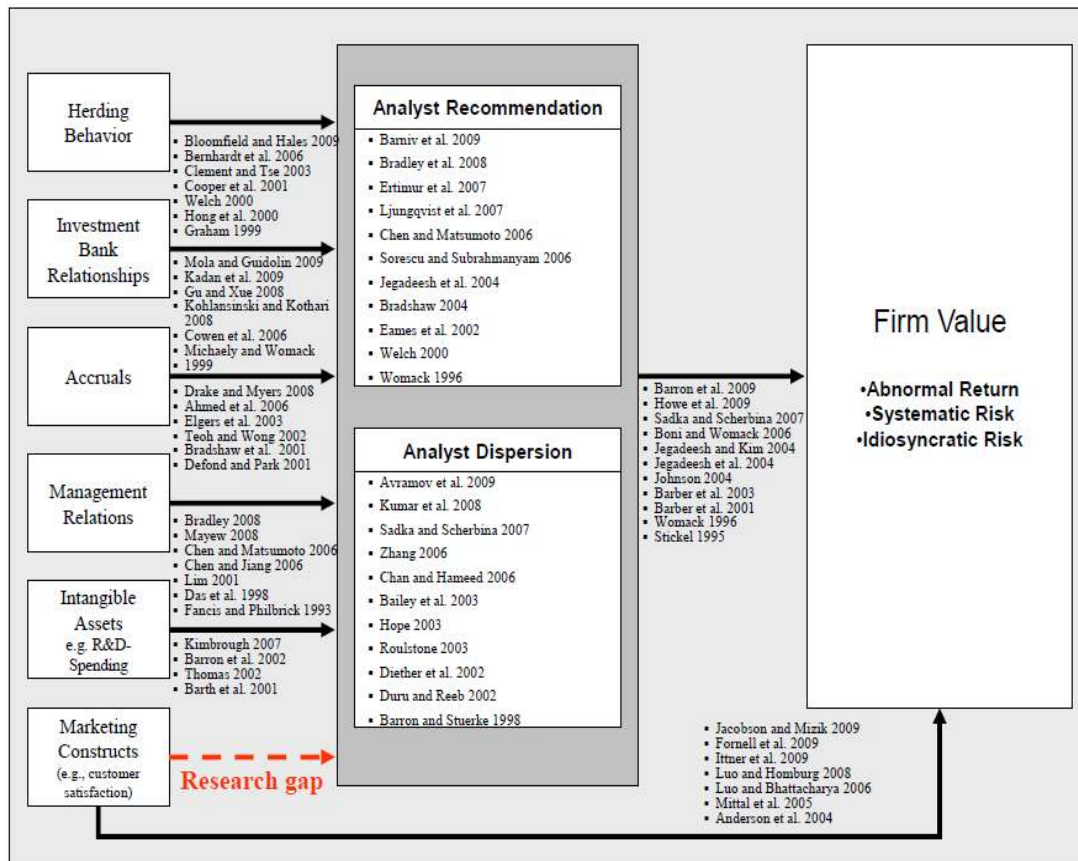 Herding
Behavior
▪ Bloomfield and Hales 2009
▪ Bernhardt et al. 2006
▪ Clement and Tse 2003
▪ Cooper et al. 2001
▪ Welch 2000
▪ Hong et al. 2000
▪ Graham 1999
Investment
Bank
Relationships
▪ Mola and Guidolin 2009
▪ Kadan et al. 2009
▪ Gu and Xue 2008
▪ Kohlansinski and Kothari
2008
▪ Cowen et al. 2006
▪ Michaely and Womack
▪ 1999
Accruals
▪ Drake and Myers 2008
▪ Ahmed et al. 2006
▪ Elgers et al. 2003
▪ Teoh and Wong 2002
▪ Bradshaw et al. 2001
▪ Defond and Park 2001
Management
Relations
▪ Bradley 2008
▪ Mayew 2008
▪ Chen and Matsumoto 2006
▪ Chen and Jiang 2006
▪ Lim 2001
▪ Das et al. 1998
▪ Fancis and Philbrick 1993
Intangible
Assets
e.g. R&D-
Spending
▪ Kimbrough 2007
▪ Barron et al. 2002
▪ Thomas 2002
▪ Barth et al. 2001
Marketing
Constructs
(e.g., customer
satisfaction)
Research gap
Analyst Recommendation
▪ Barniv et al. 2009
▪ Bradley et al. 2008
▪ Ertimur et al. 2007
▪ Ljungqvist et al. 2007
▪ Chen and Matsumoto 2006
▪ Sorescu and Subrahmanyam 2006
▪ Jegadeesh et al. 2004
▪ Bradshaw 2004
▪ Eames et al. 2002
▪ Welch 2000
▪ Womack 1996
Analyst Dispersion
▪ Avramov et al. 2009
▪ Kumar et al. 2008
▪ Sadka and Scherbina 2007
▪ Zhang 2006
▪ Chan and Hameed 2006
▪ Bailey et al. 2003
▪ Hope 2003
▪ Roulstone 2003
▪ Diether et al. 2002
▪ Duru and Reeb 2002
▪ Barron and Stuerke 1998
▪ Barron et al. 2009
▪ Howe et al. 2009
▪ Sadka and Scherbina 2007
▪ Boni and Womack 2006
▪ Jegadeesh and Kim 2004
▪ Jegadeesh et al. 2004
▪ Johnson 2004
▪ Barber et al. 2003
▪ Barber et al. 2001
▪ Womack 1996
▪ Stickel 1995
Firm Value
•Abnormal Return
•Systematic Risk
•Idiosyncratic Risk
▪ Jacobson and Mizik 2009
▪ Fornell et al. 2009
▪ Ittner et al. 2009
▪ Luo and Homburg 2008
▪ Luo and Bhattacharya 2006
▪ Mittal et al. 2005
▪ Anderson et al. 2004